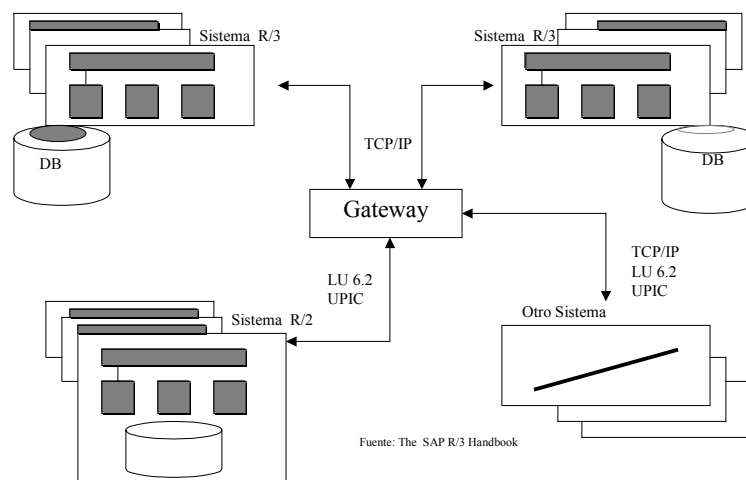 Sistema R/3
Sistema R/3
DB
DB
TCP/IP
Gateway
LU 6.2
UPIC
TCP/IP
LU 6.2
UPIC
Sistema R/2
Otro Sistema
Fuente: The SAP R/3 Handbook